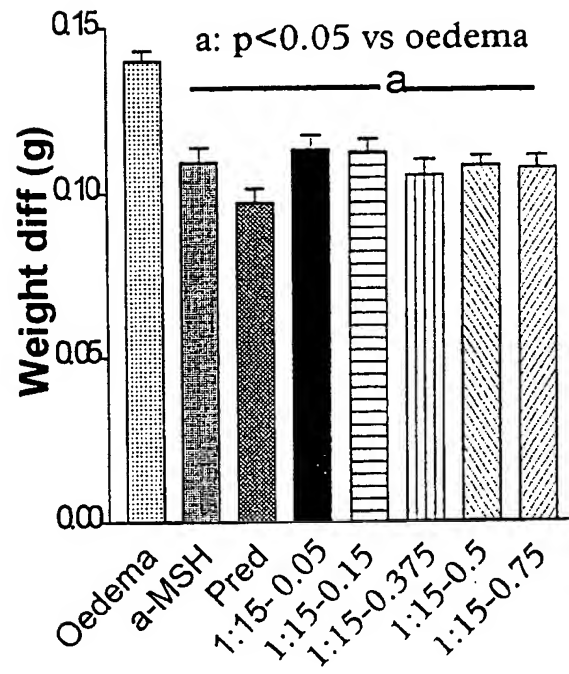 0.15
a: p<0.05 vs oedema
a
0.10
0.05
0.00
Weight diff (g)
Oedema
a-MSH
Pred
1:15- 0.05
1:15-0.15
1:15-0.375
1:15-0.5
1:15-0.75